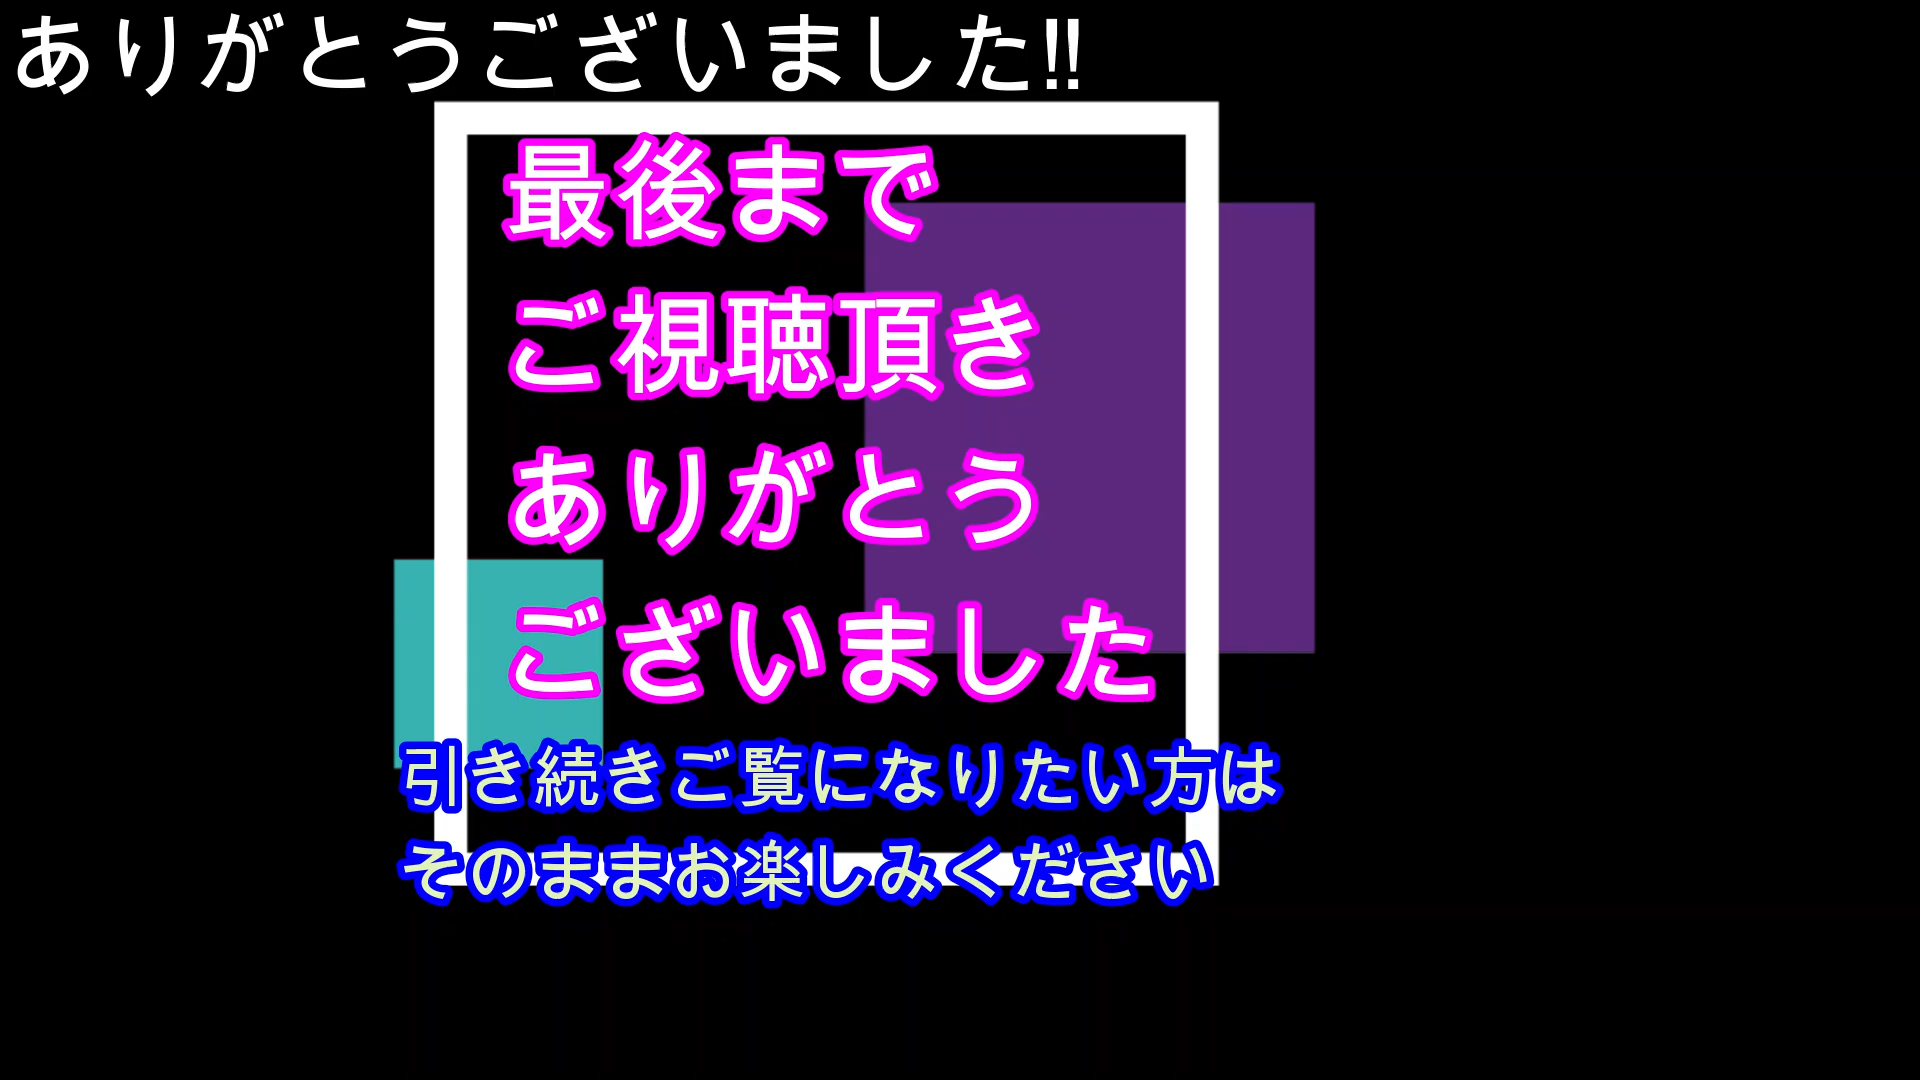 ありがとうございました!!
最後まで
ご視聴頂き
ありがとう
ございました
引き続きご覧になりたい方は
そのままお楽しみください